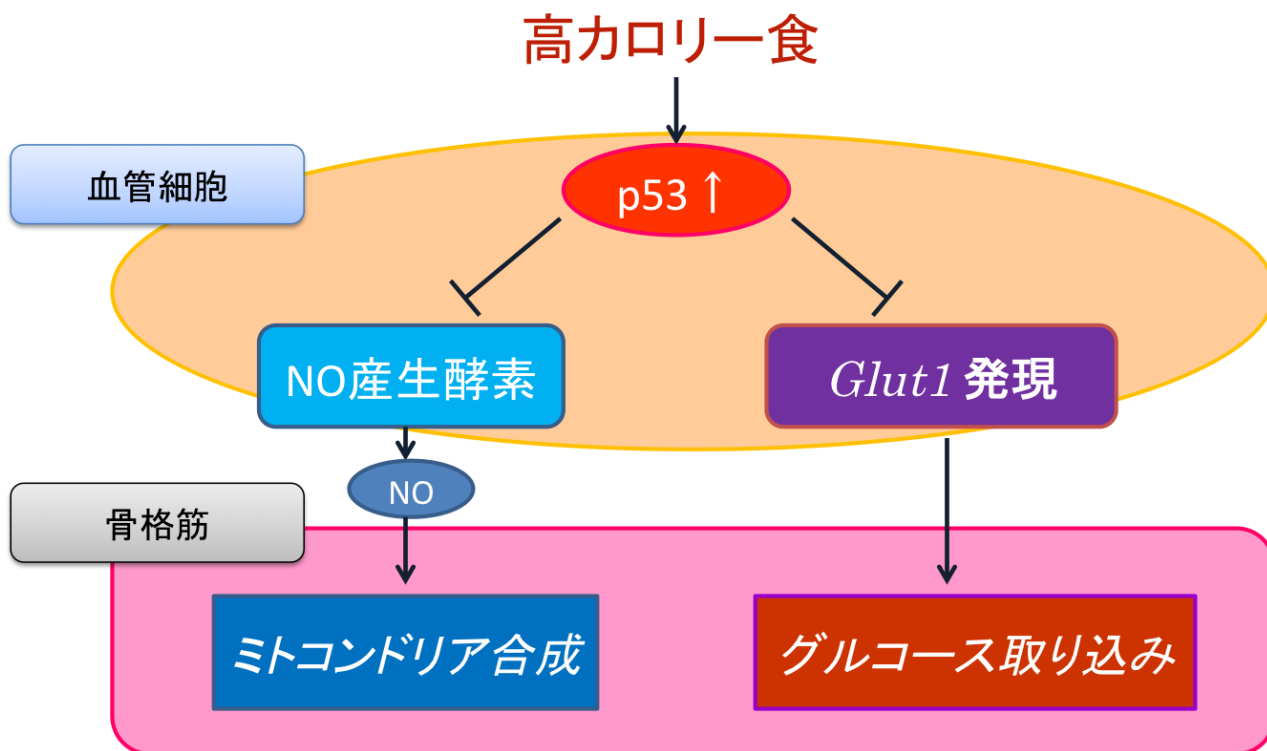 高カロリー食
血管細胞
p53 ↑
NO産生酵素
Glut1 発現
NO
骨格筋
ミトコンドリア合成
グルコース取り込み